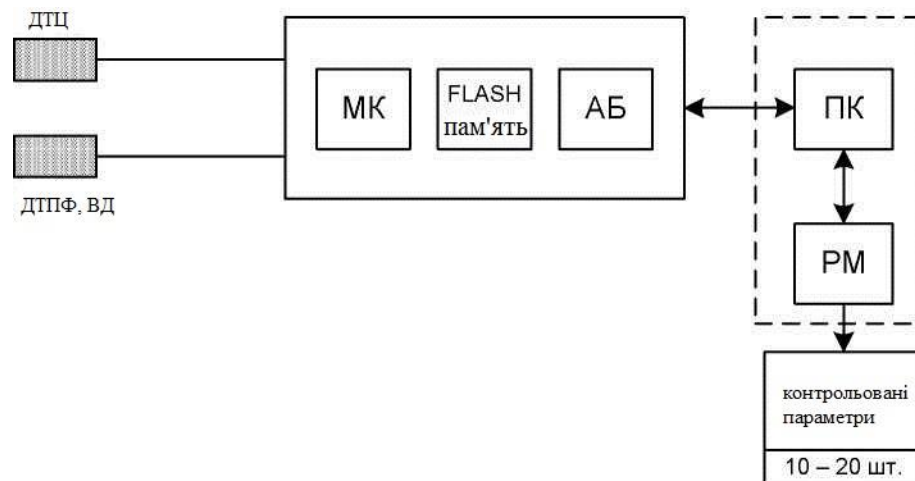 ДТЦ
ДТПФ, ВД
МК
FLASH
пам'ять
АБ
ПК
РМ
контрольовані
параметри
10 – 20 шт.